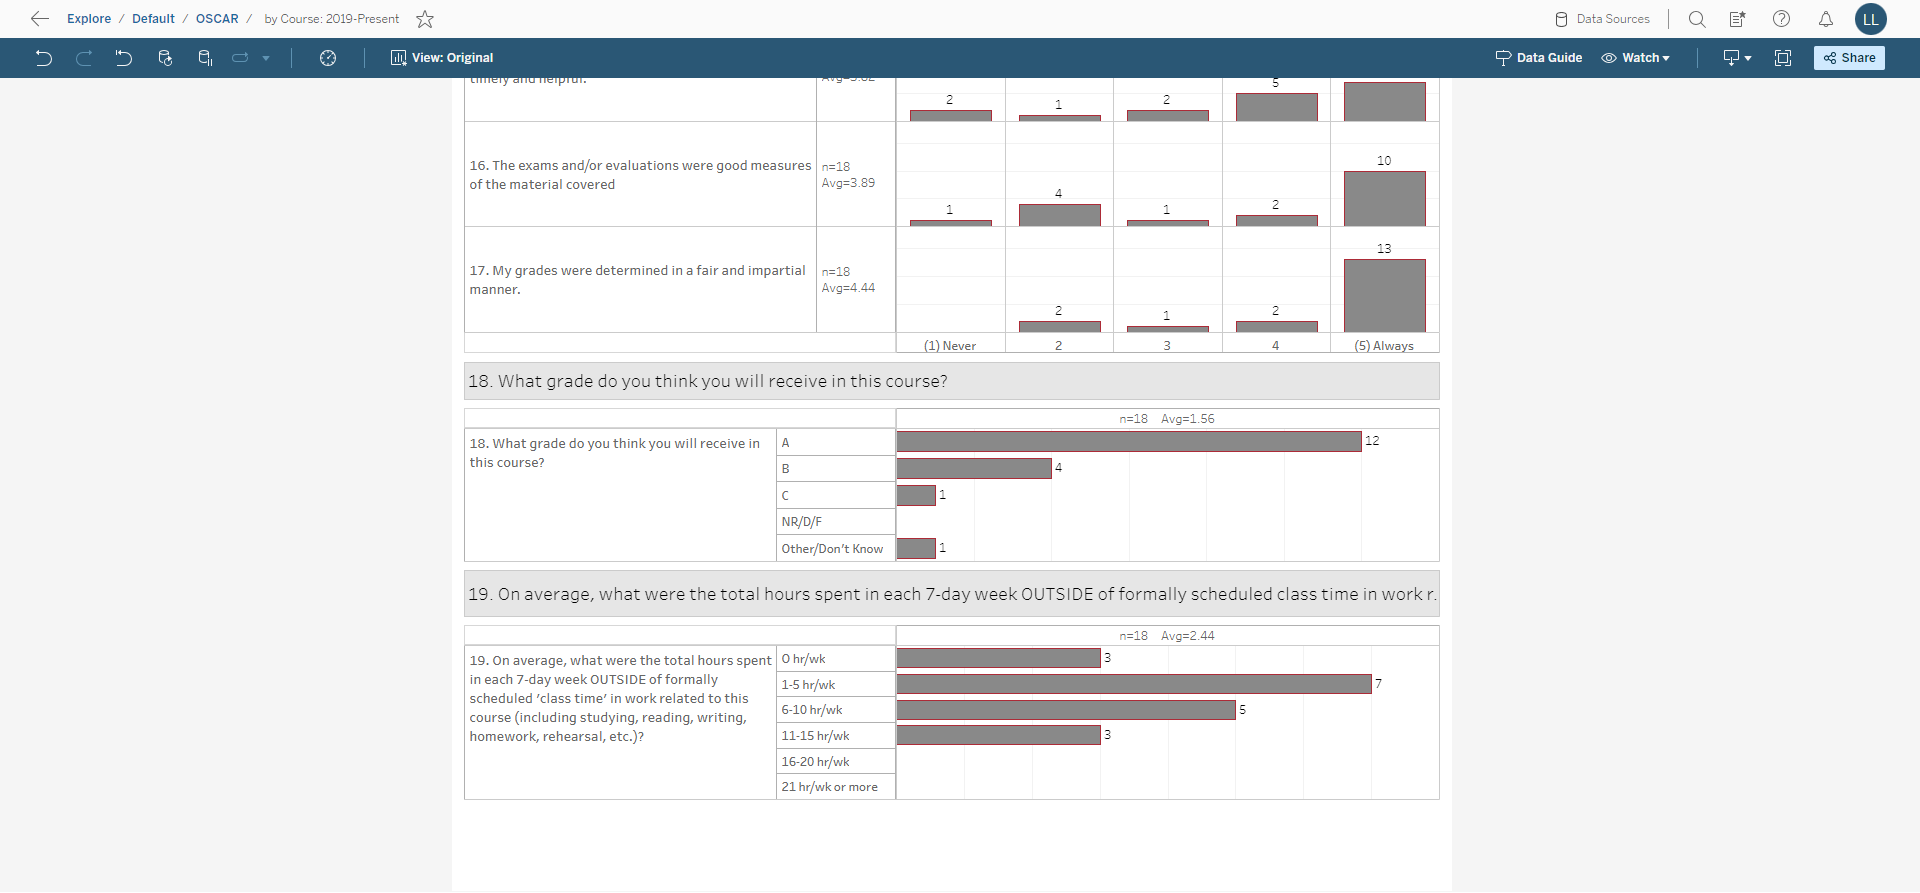 Explore / Default / OSCAR / by Course: 2019-Present
Data Sources
LL
View: Original
Data Guide
Watch
Share
timely and helpful.
2
1
2
5
16. The exams and/or evaluations were good measures
of the material covered
n=18
Avg=3.89
1
4
1
2
10
17. My grades were determined in a fair and impartial
manner.
n=18
Avg=4.44
2
1
2
13
(1) Never
2
3
4
(5) Always
18. What grade do you think you will receive in this course?
n=18 Avg=1.56
18. What grade do you think you will receive in
this course?
A
12
B
4
C
1
NR/D/F
Other/Don't Know
1
19. On average, what were the total hours spent in each 7-day week OUTSIDE of formally scheduled class time in work r.
n=18 Avg=2.44
19. On average, what were the total hours spent
in each 7-day week OUTSIDE of formally
scheduled 'class time' in work related to this
course (including studying, reading, writing,
homework, rehearsal, etc.)?
0 hr/wk
3
1-5 hr/wk
7
6-10 hr/wk
5
11-15 hr/wk
3
16-20 hr/wk
21 hr/wk or more